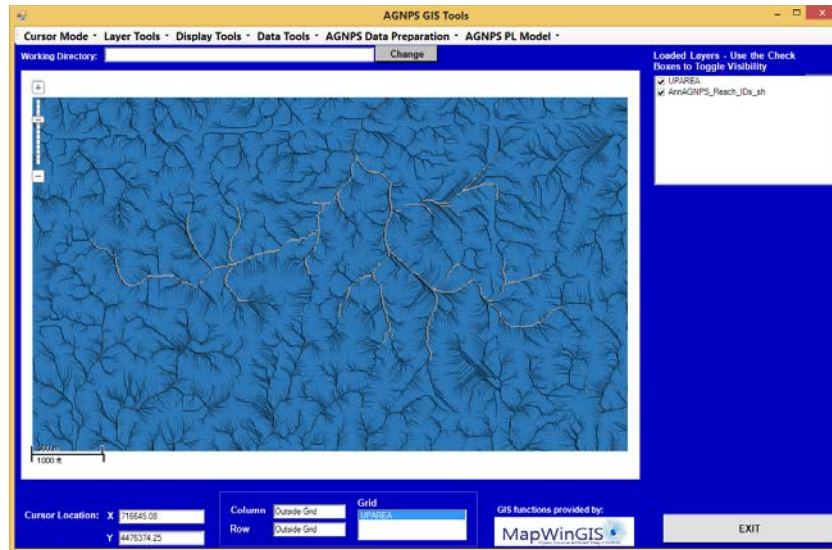 AGNPS GIS Tools
Cursor Mode Layer Tools Display Tools Data Tools AGNPS Data Preparation AGNPS PL Model
Working Directory: Change
Loaded Layers - Use the Check
Boxes to Toggle Visibility
UPAREA
AnnAGNPS_Reach_IDs_sh
1000 ft
Cursor Location: X 716645.08
Y 4476374.25
Column Outside Grid
Row Outside Grid
Grid
UPAREA
GIS functions provided by:
MapWinGIS
EXIT